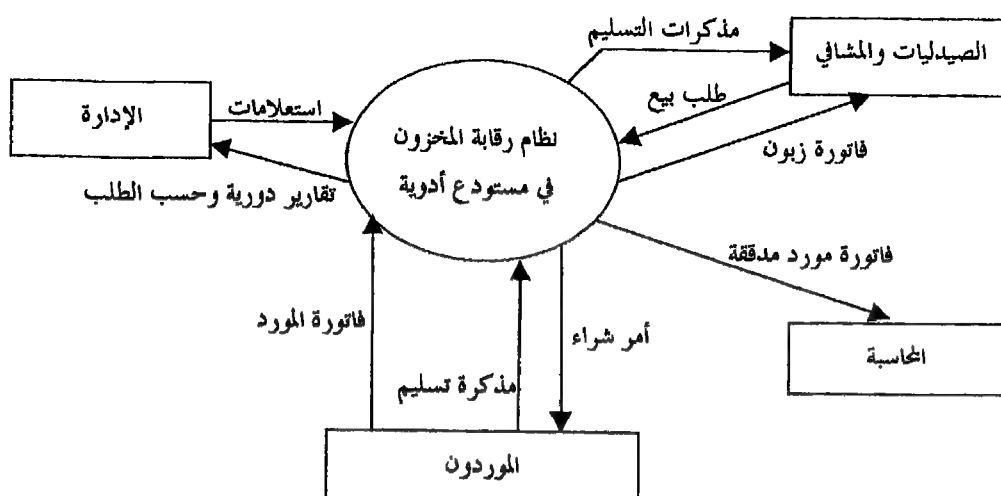 مذكرات التسليم
الصيدليات والمشافي
طلب بيع
الإدارة
استعلامات
نظام رقابة المخزون
في مستودع أدوية
فاتورة زبون
تقارير دورية وحسب الطلب
فاتورة مورد مدققة
فاتورة المورد
أمر شراء
المحاسبة
مذكرة تسليم
الموردون